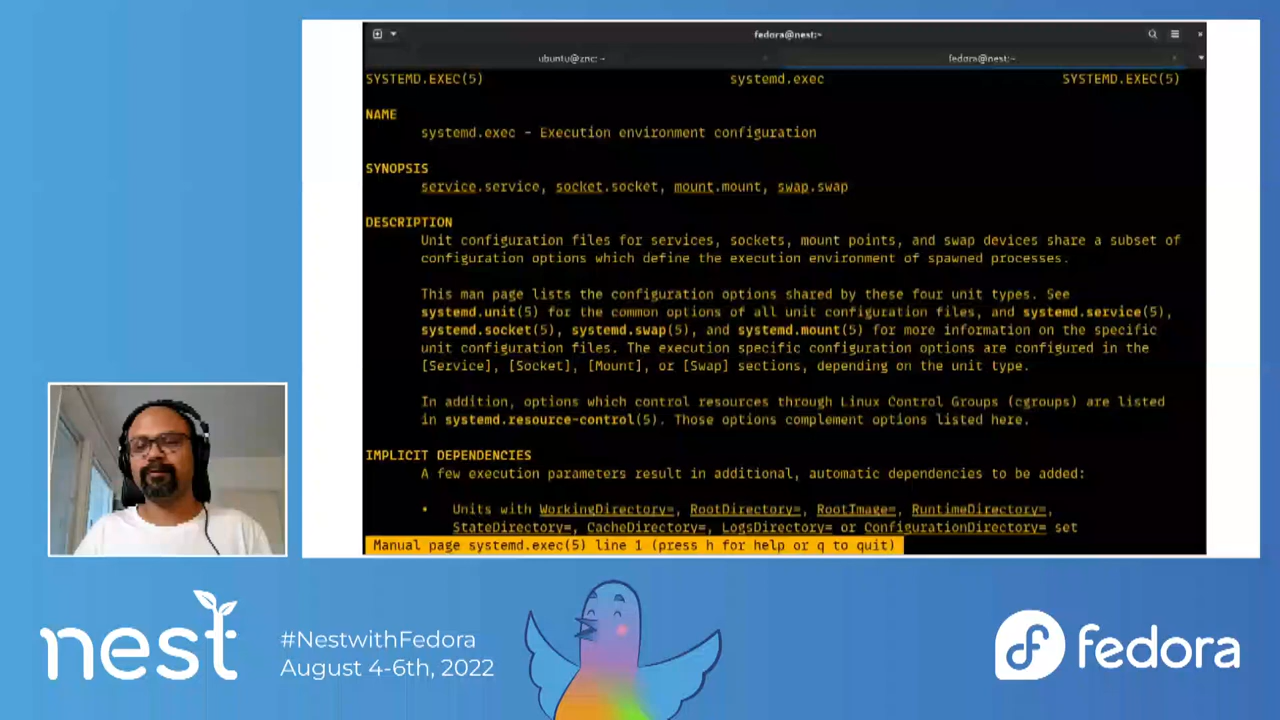 fedora@nest:~
ubuntu@znc: ~
fedora@nest:~
SYSTEMD.EXEC(5) systemd.exec SYSTEMD.EXEC(5)
NAME
systemd.exec - Execution environment configuration
SYNOPSIS
service.service, socket.socket, mount.mount, swap.swap
DESCRIPTION
Unit configuration files for services, sockets, mount points, and swap devices share a subset of
configuration options which define the execution environment of spawned processes.
This man page lists the configuration options shared by these four unit types. See
systemd.unit(5) for the common options of all unit configuration files, and systemd.service(5),
systemd.socket(5), systemd.swap(5), and systemd.mount(5) for more information on the specific
unit configuration files. The execution specific configuration options are configured in the
[Service], [Socket], [Mount], or [Swap] sections, depending on the unit type.
In addition, options which control resources through Linux Control Groups (cgroups) are listed
in systemd.resource-control(5). Those options complement options listed here.
IMPLICIT DEPENDENCIES
A few execution parameters result in additional, automatic dependencies to be added:
• Units with WorkingDirectory=, RootDirectory=, RootImage=, RuntimeDirectory=,
StateDirectory=, CacheDirectory=, LogsDirectory= or ConfigurationDirectory= set
Manual page systemd.exec(5) line 1 (press h for help or q to quit)
nest
#NestwithFedora
August 4-6th, 2022
fedora